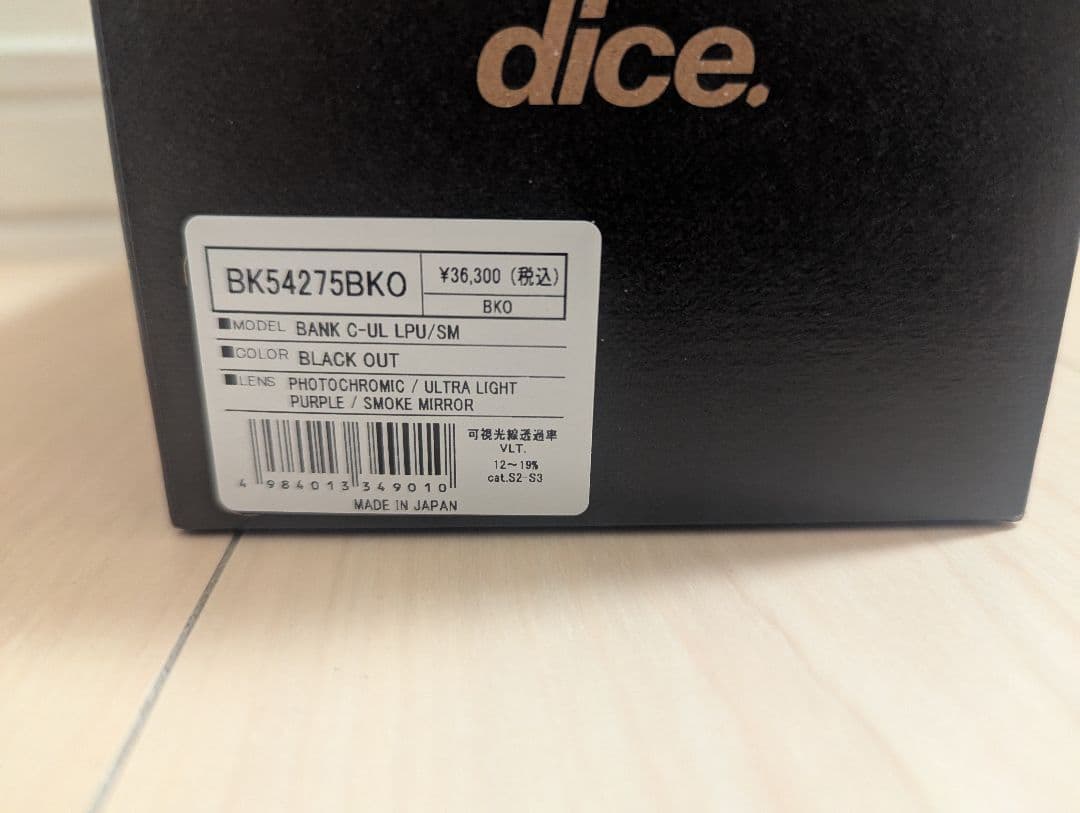 dice.
BK54275BKO
¥36,300 (税込)
BKO
■MODEL BANK C-UL LPU/SM
■COLOR BLACK OUT
■LENS PHOTOCHROMIC / ULTRA LIGHT
PURPLE / SMOKE MIRROR
可視光線透過率
VLT.
12〜19%
cat.S2-S3
4 984013 349010
MADE IN JAPAN